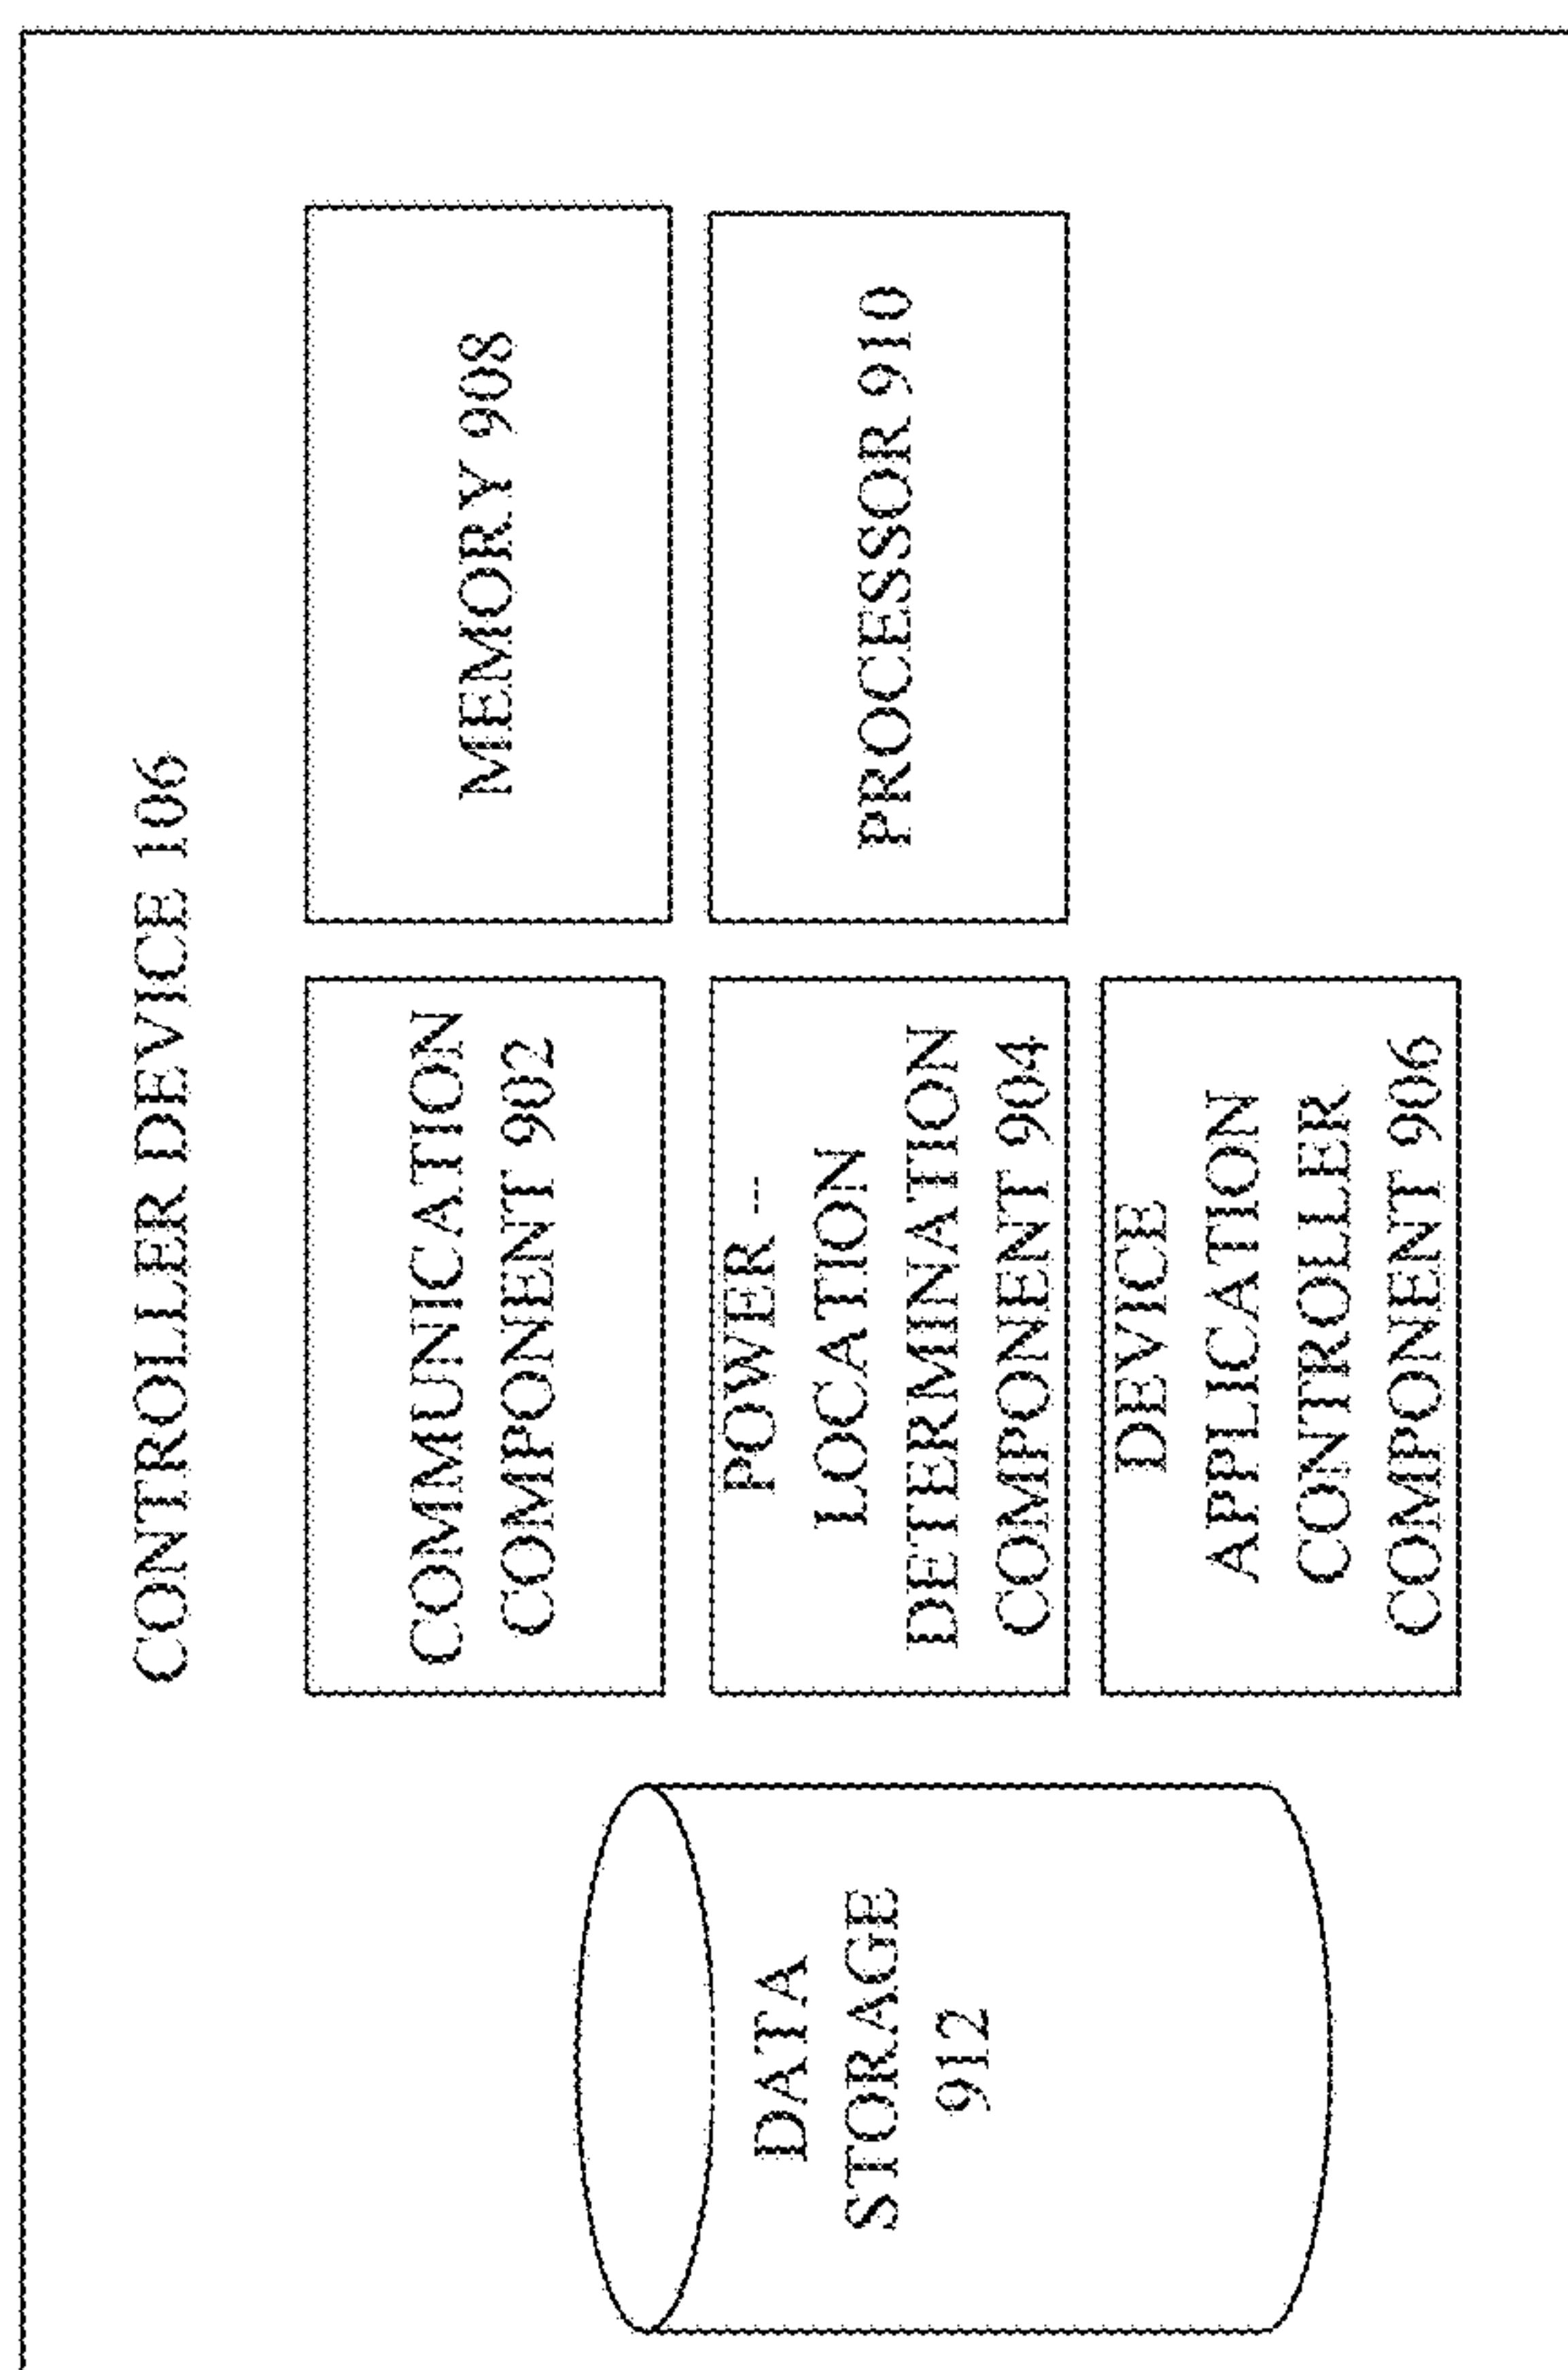 CONTROLLER DEVICE 106
DATA
STORAGE
912
COMMUNICATION
COMPONENT 902
POWER –
LOCATION
DETERMINATION
COMPONENT 904
DEVICE
APPLICATION
CONTROLLER
COMPONENT 906
MEMORY 908
PROCESSOR 910